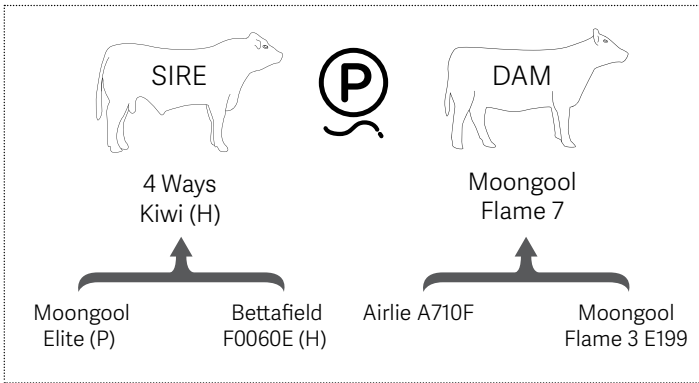 SIRE
P
DAM
4 Ways
Kiwi (H)
Moongool
Flame 7
Moongool
Elite (P)
Bettafield
F0060E (H)
Airlie A710F
Moongool
Flame 3 E199